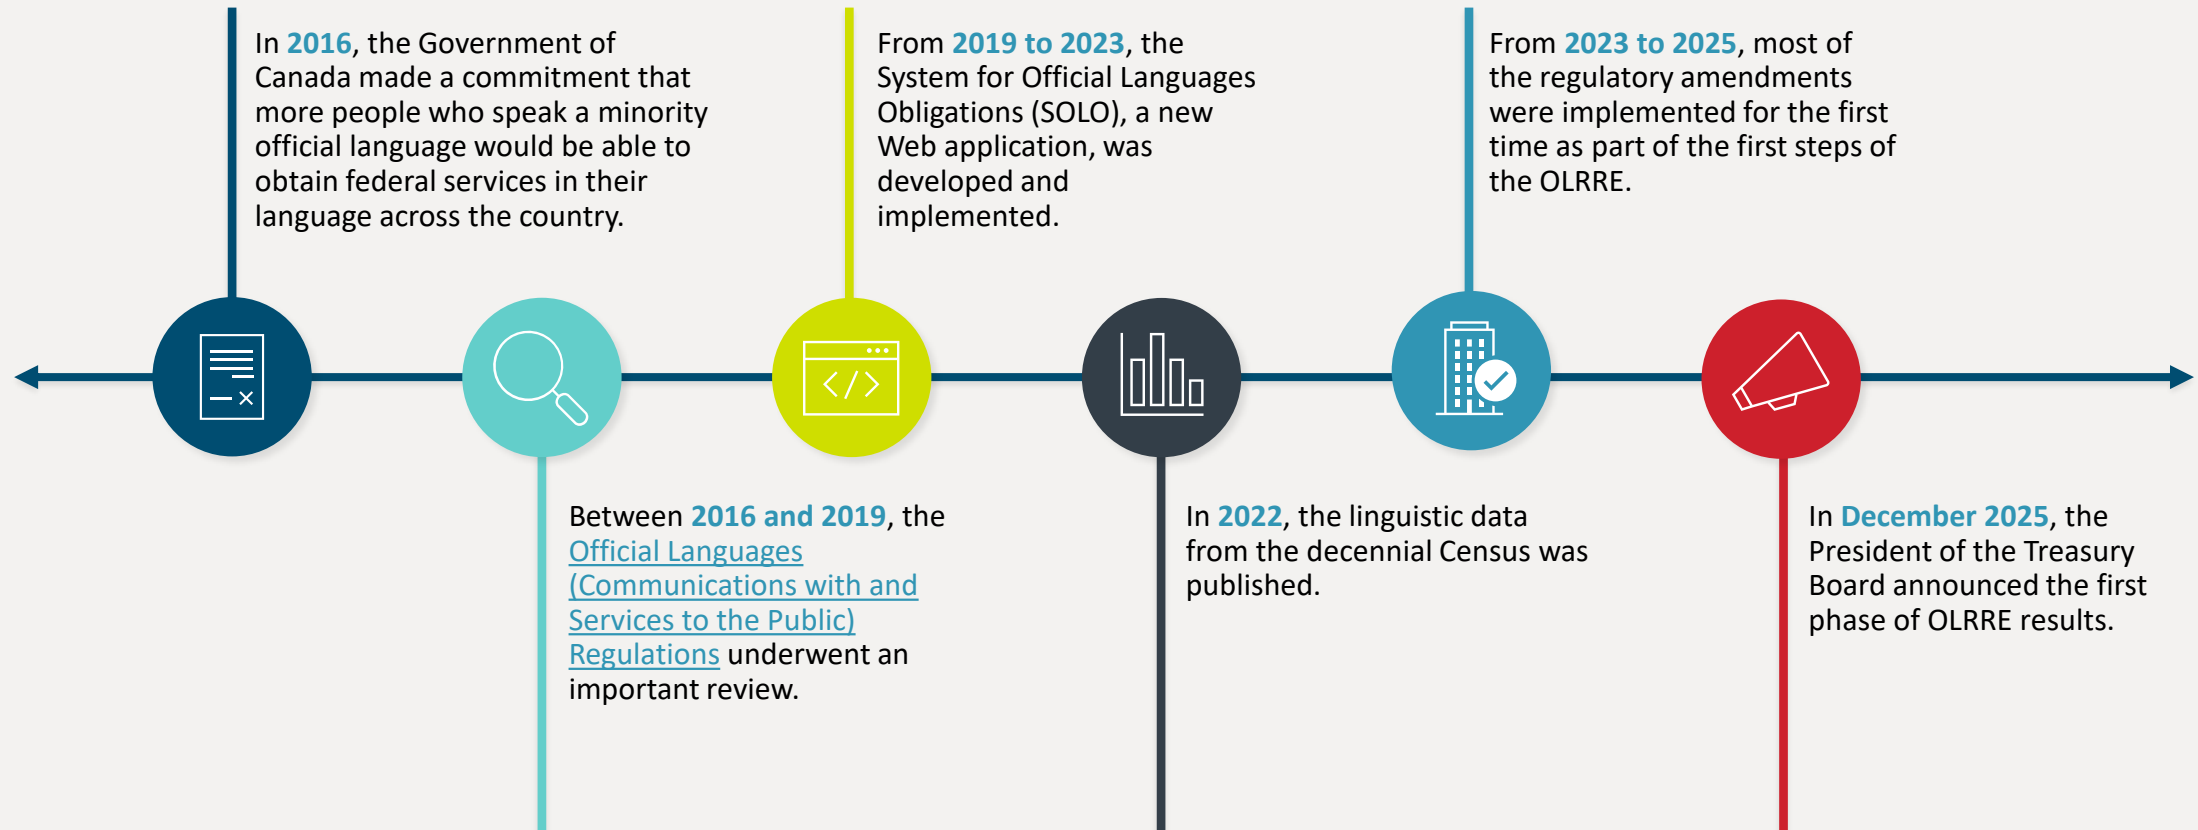 In 2016, the Government of
Canada made a commitment that
more people who speak a minority
official language would be able to
obtain federal services in their
language across the country.
Between 2016 and 2019, the
Official Languages
(Communications with and
Services to the Public)
Regulations underwent an
important review.
From 2019 to 2023, the
System for Official Languages
Obligations (SOLO), a new
Web application, was
developed and
implemented.
In 2022, the linguistic data
from the decennial Census was
published.
From 2023 to 2025, most of
the regulatory amendments
were implemented for the first
time as part of the first steps of
the OLRRE.
In December 2025, the
President of the Treasury
Board announced the first
phase of OLRRE results.